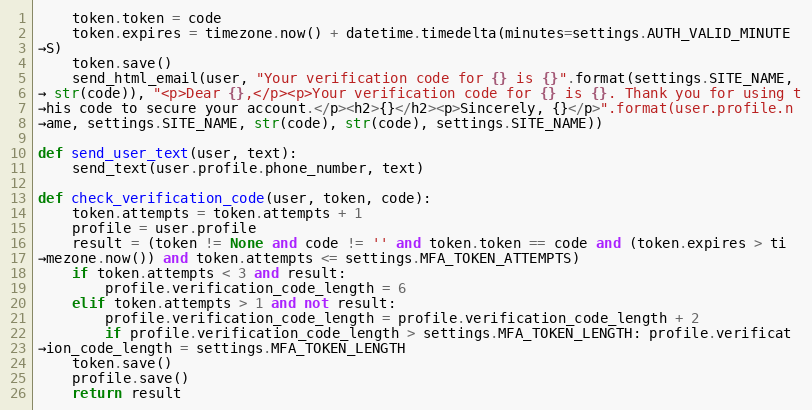 1     token.token = code
2     token.expires = timezone.now() + datetime.timedelta(minutes=settings.AUTH_VALID_MINUTE
3 →S)
4     token.save()
5     send_html_email(user, "Your verification code for {} is {}".format(settings.SITE_NAME,
6 → str(code)), "<p>Dear {},</p><p>Your verification code for {} is {}. Thank you for using t
7 →his code to secure your account.</p><h2>{}</h2><p>Sincerely, {}</p>".format(user.profile.n
8 →ame, settings.SITE_NAME, str(code), str(code), settings.SITE_NAME))
9
10 def send_user_text(user, text):
11     send_text(user.profile.phone_number, text)
12
13 def check_verification_code(user, token, code):
14     token.attempts = token.attempts + 1
15     profile = user.profile
16     result = (token != None and code != '' and token.token == code and (token.expires > ti
17 →mezone.now()) and token.attempts <= settings.MFA_TOKEN_ATTEMPTS)
18     if token.attempts < 3 and result:
19         profile.verification_code_length = 6
20     elif token.attempts > 1 and not result:
21         profile.verification_code_length = profile.verification_code_length + 2
22         if profile.verification_code_length > settings.MFA_TOKEN_LENGTH: profile.verificat
23 →ion_code_length = settings.MFA_TOKEN_LENGTH
24     token.save()
25     profile.save()
26     return result